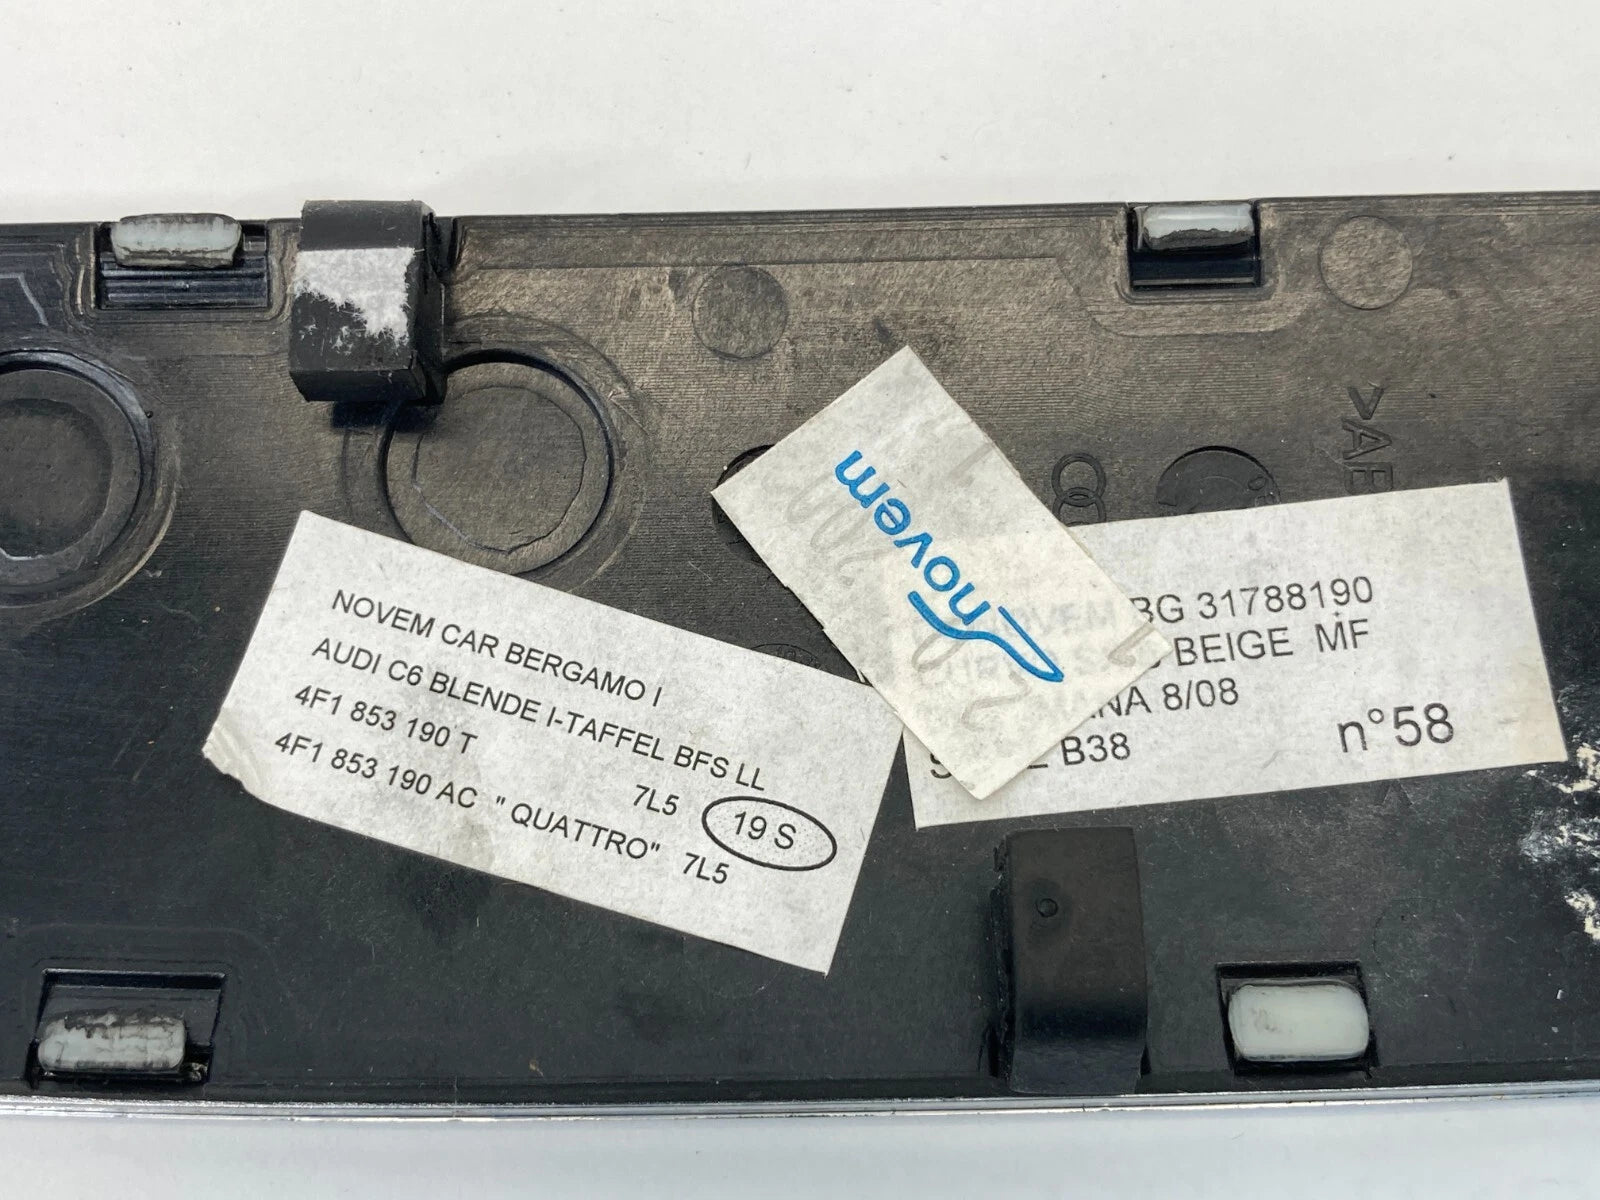 NOVEM CAR BERGAMO I
AUDI C6 BLENDE I-TAFFEL BFS LL
4F1 853 190 T 7L5
4F1 853 190 AC " QUATTRO" 7L5
19 S
novem
NOVEM BG 31788190
BEIGE MF
8/08
B38
n°58